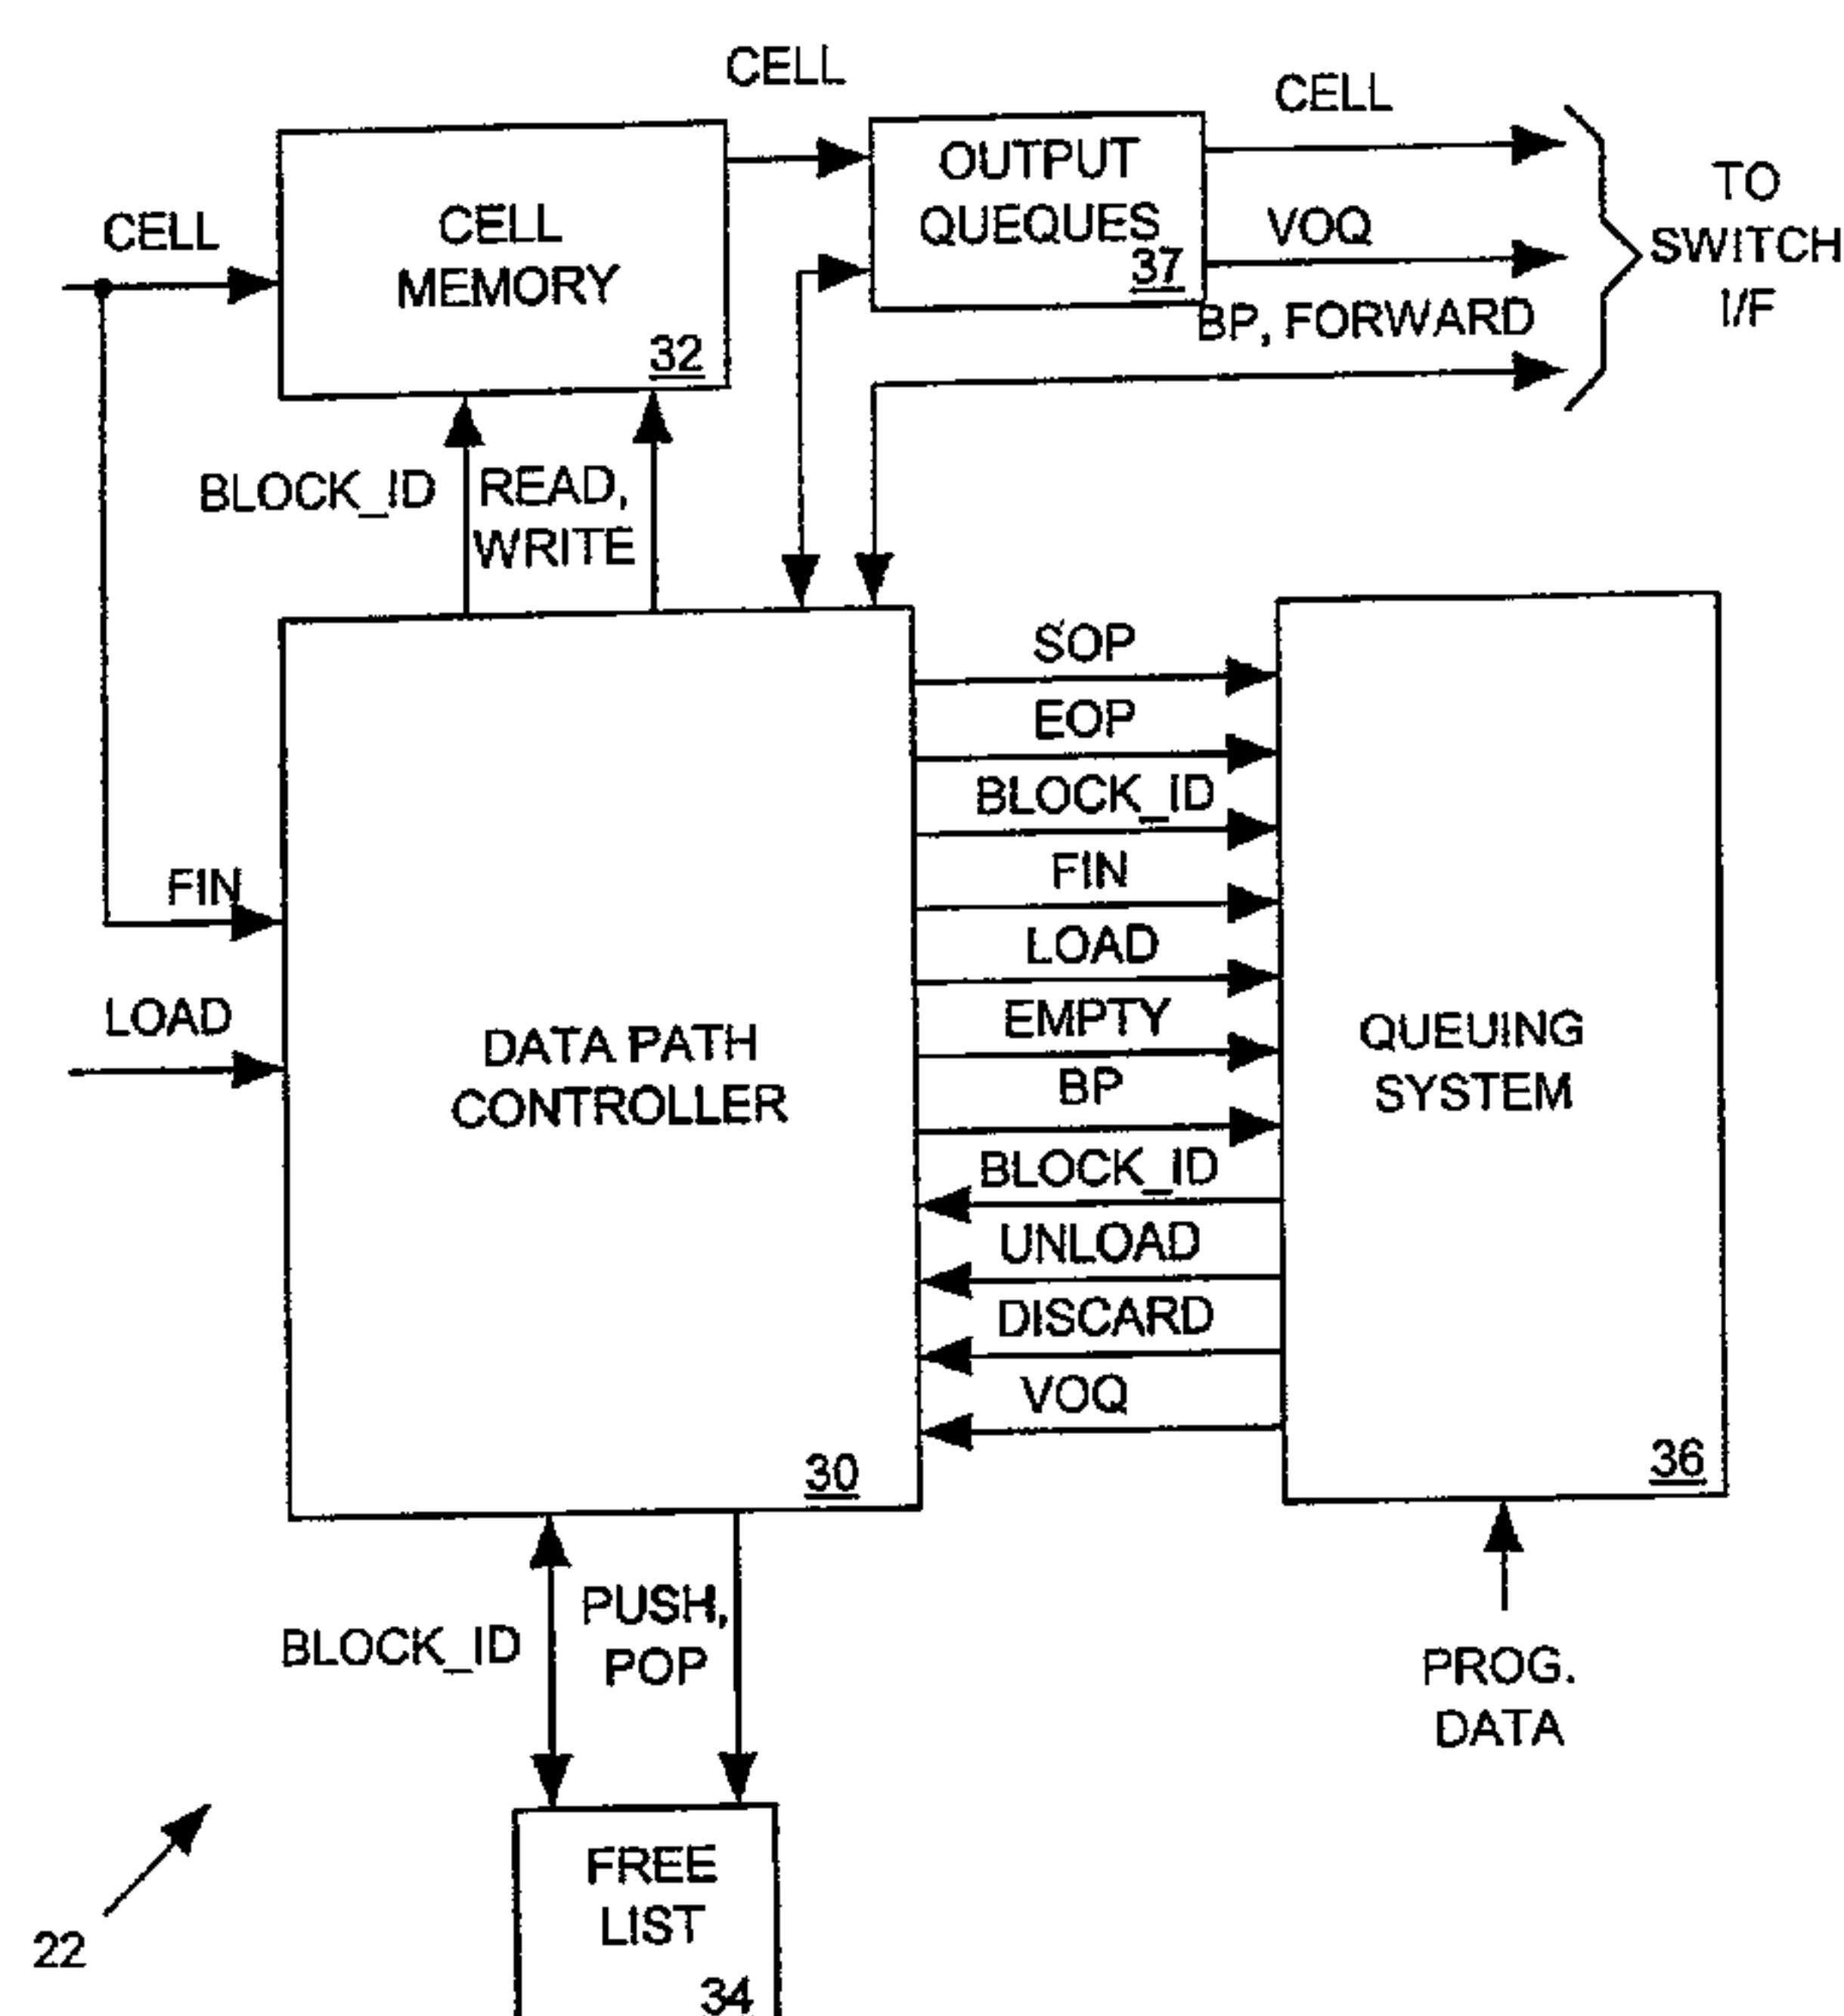 CELL
CELL
TO
SWITCH
I/F
CELL
CELL
MEMORY
32
OUTPUT
QUEQUES
37
VOQ
BP, FORWARD
BLOCK_ID
READ,
WRITE
SOP
EOP
BLOCK_ID
FIN
LOAD
EMPTY
BP
BLOCK_ID
UNLOAD
DISCARD
VOQ
FIN
LOAD
DATA PATH
CONTROLLER
30
QUEUING
SYSTEM
36
BLOCK_ID
PUSH,
POP
PROG.
DATA
FREE
LIST
34
22